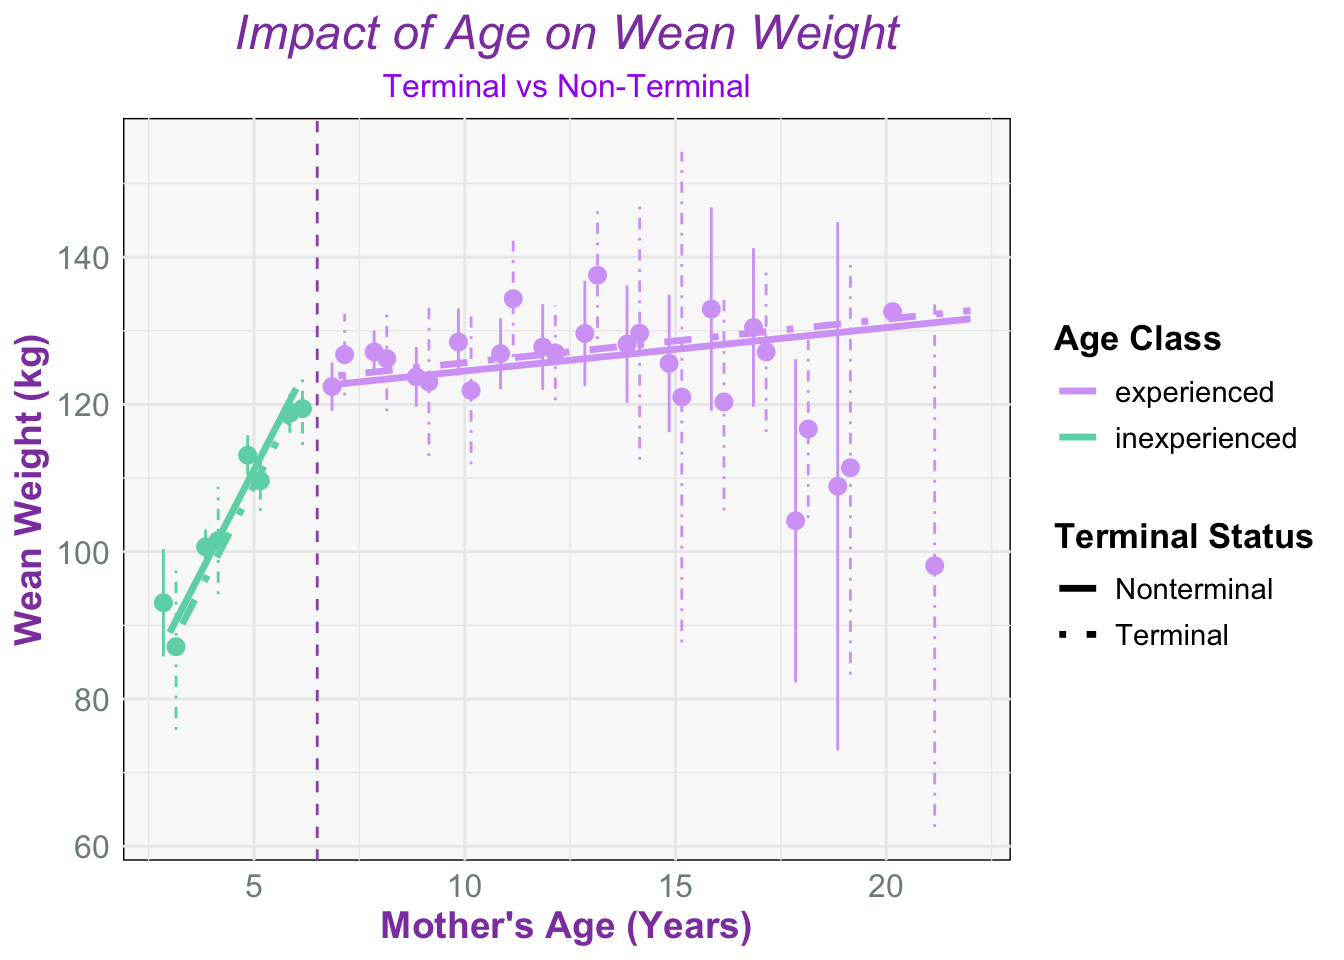 Impact of Age on Wean Weight
Terminal vs Non-Terminal
Wean Weight (kg)
140
120
100
80
60
5
10
15
20
Mother's Age (Years)
Age Class
experienced
inexperienced
Terminal Status
Nonterminal
Terminal